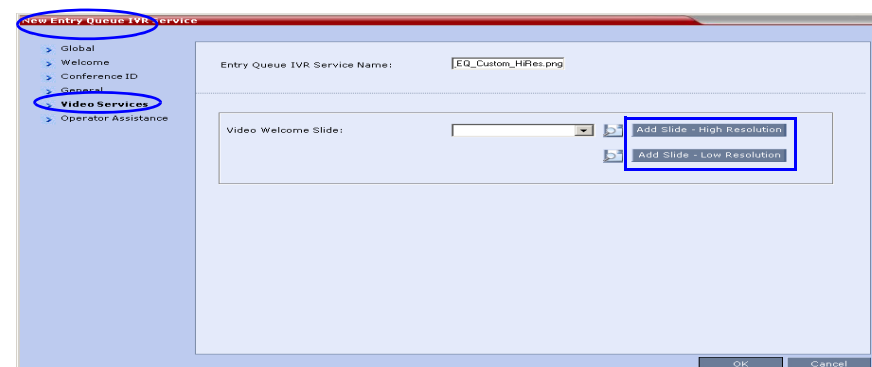 New Entry Queue IVR Service
Global
Welcome
Conference ID
General
Video Services
Operator Assistance
Entry Queue IVR Service Name: EQ_Custom_HiRes.png
Video Welcome Slide: Add Slide - High Resolution
Add Slide - Low Resolution
OK Cancel